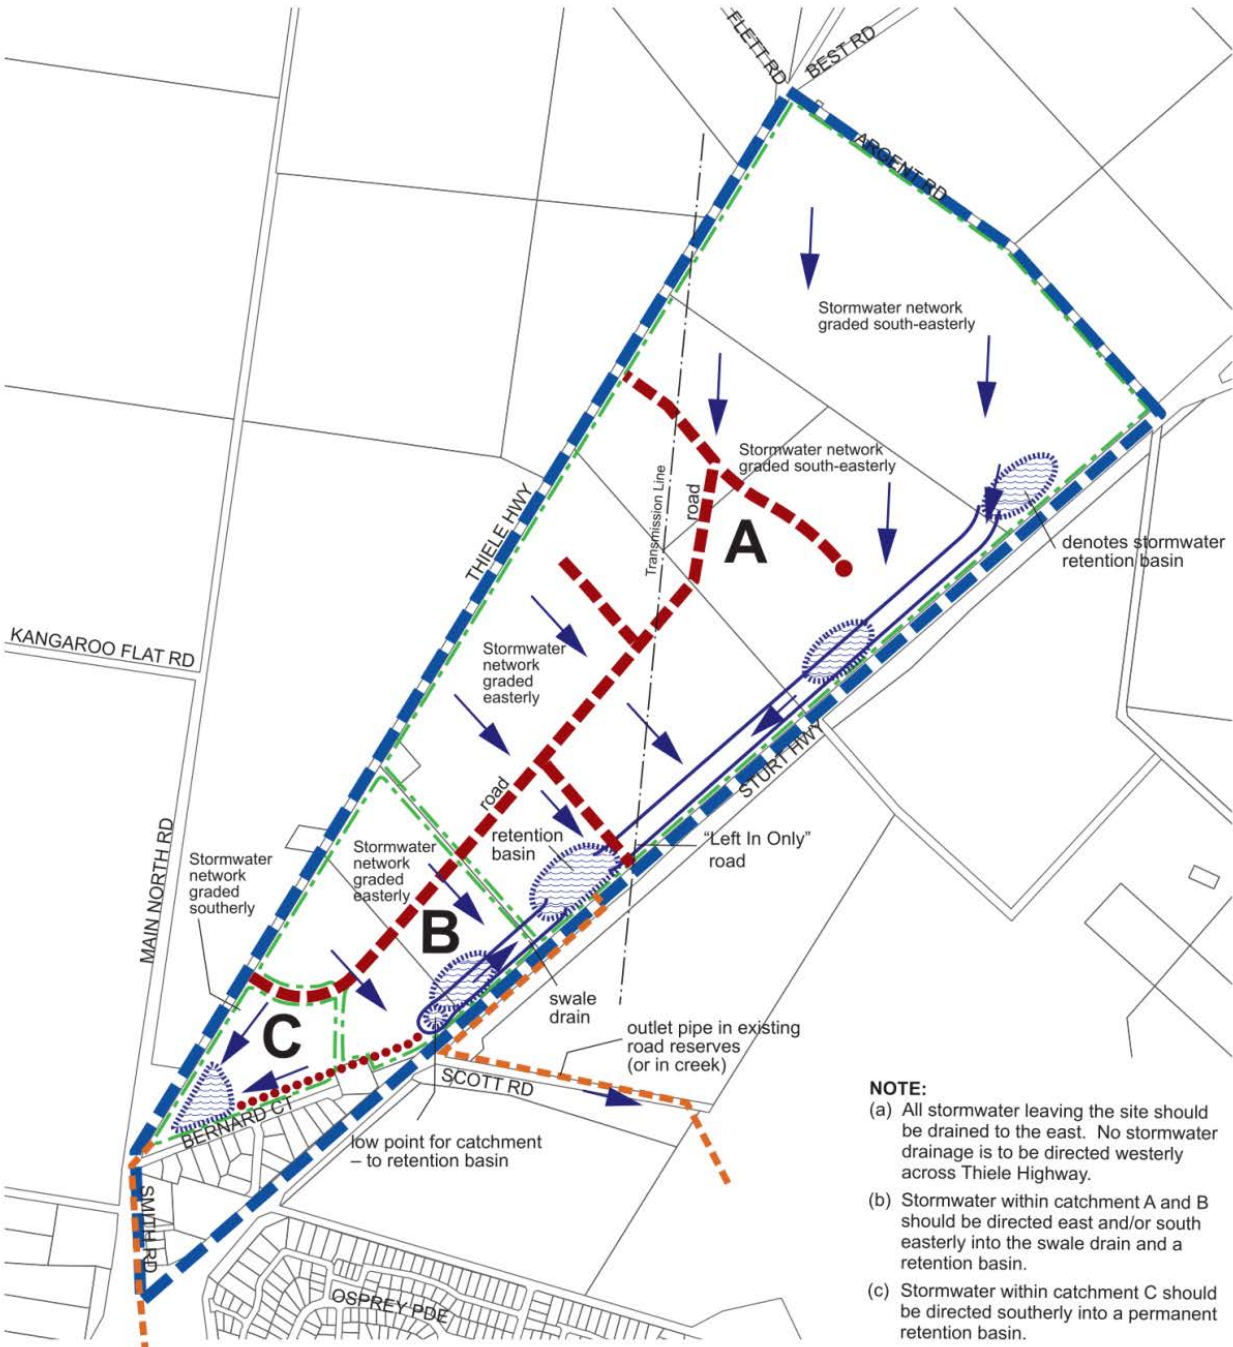 FLETT RD
BEST RD
ARGENT RD
Stormwater network
graded south-easterly
Stormwater network
graded south-easterly
THIELE HWY
Transmission Line
road
A
denotes stormwater
retention basin
KANGAROO FLAT RD
Stormwater
network
graded
easterly
STURT HWY
road
MAIN NORTH RD
retention
basin
"Left In Only"
road
Stormwater
network
graded
easterly
Stormwater
network
graded
southerly
B
swale
drain
C
outlet pipe in existing
road reserves
(or in creek)
SCOTT RD
BERNARD CT
low point for catchment
– to retention basin
SMITH RD
OSPREY PDE
NOTE:
(a) All stormwater leaving the site should
be drained to the east. No stormwater
drainage is to be directed westerly
across Thiele Highway.
(b) Stormwater within catchment A and B
should be directed east and/or south
easterly into the swale drain and a
retention basin.
(c) Stormwater within catchment C should
be directed southerly into a permanent
retention basin.